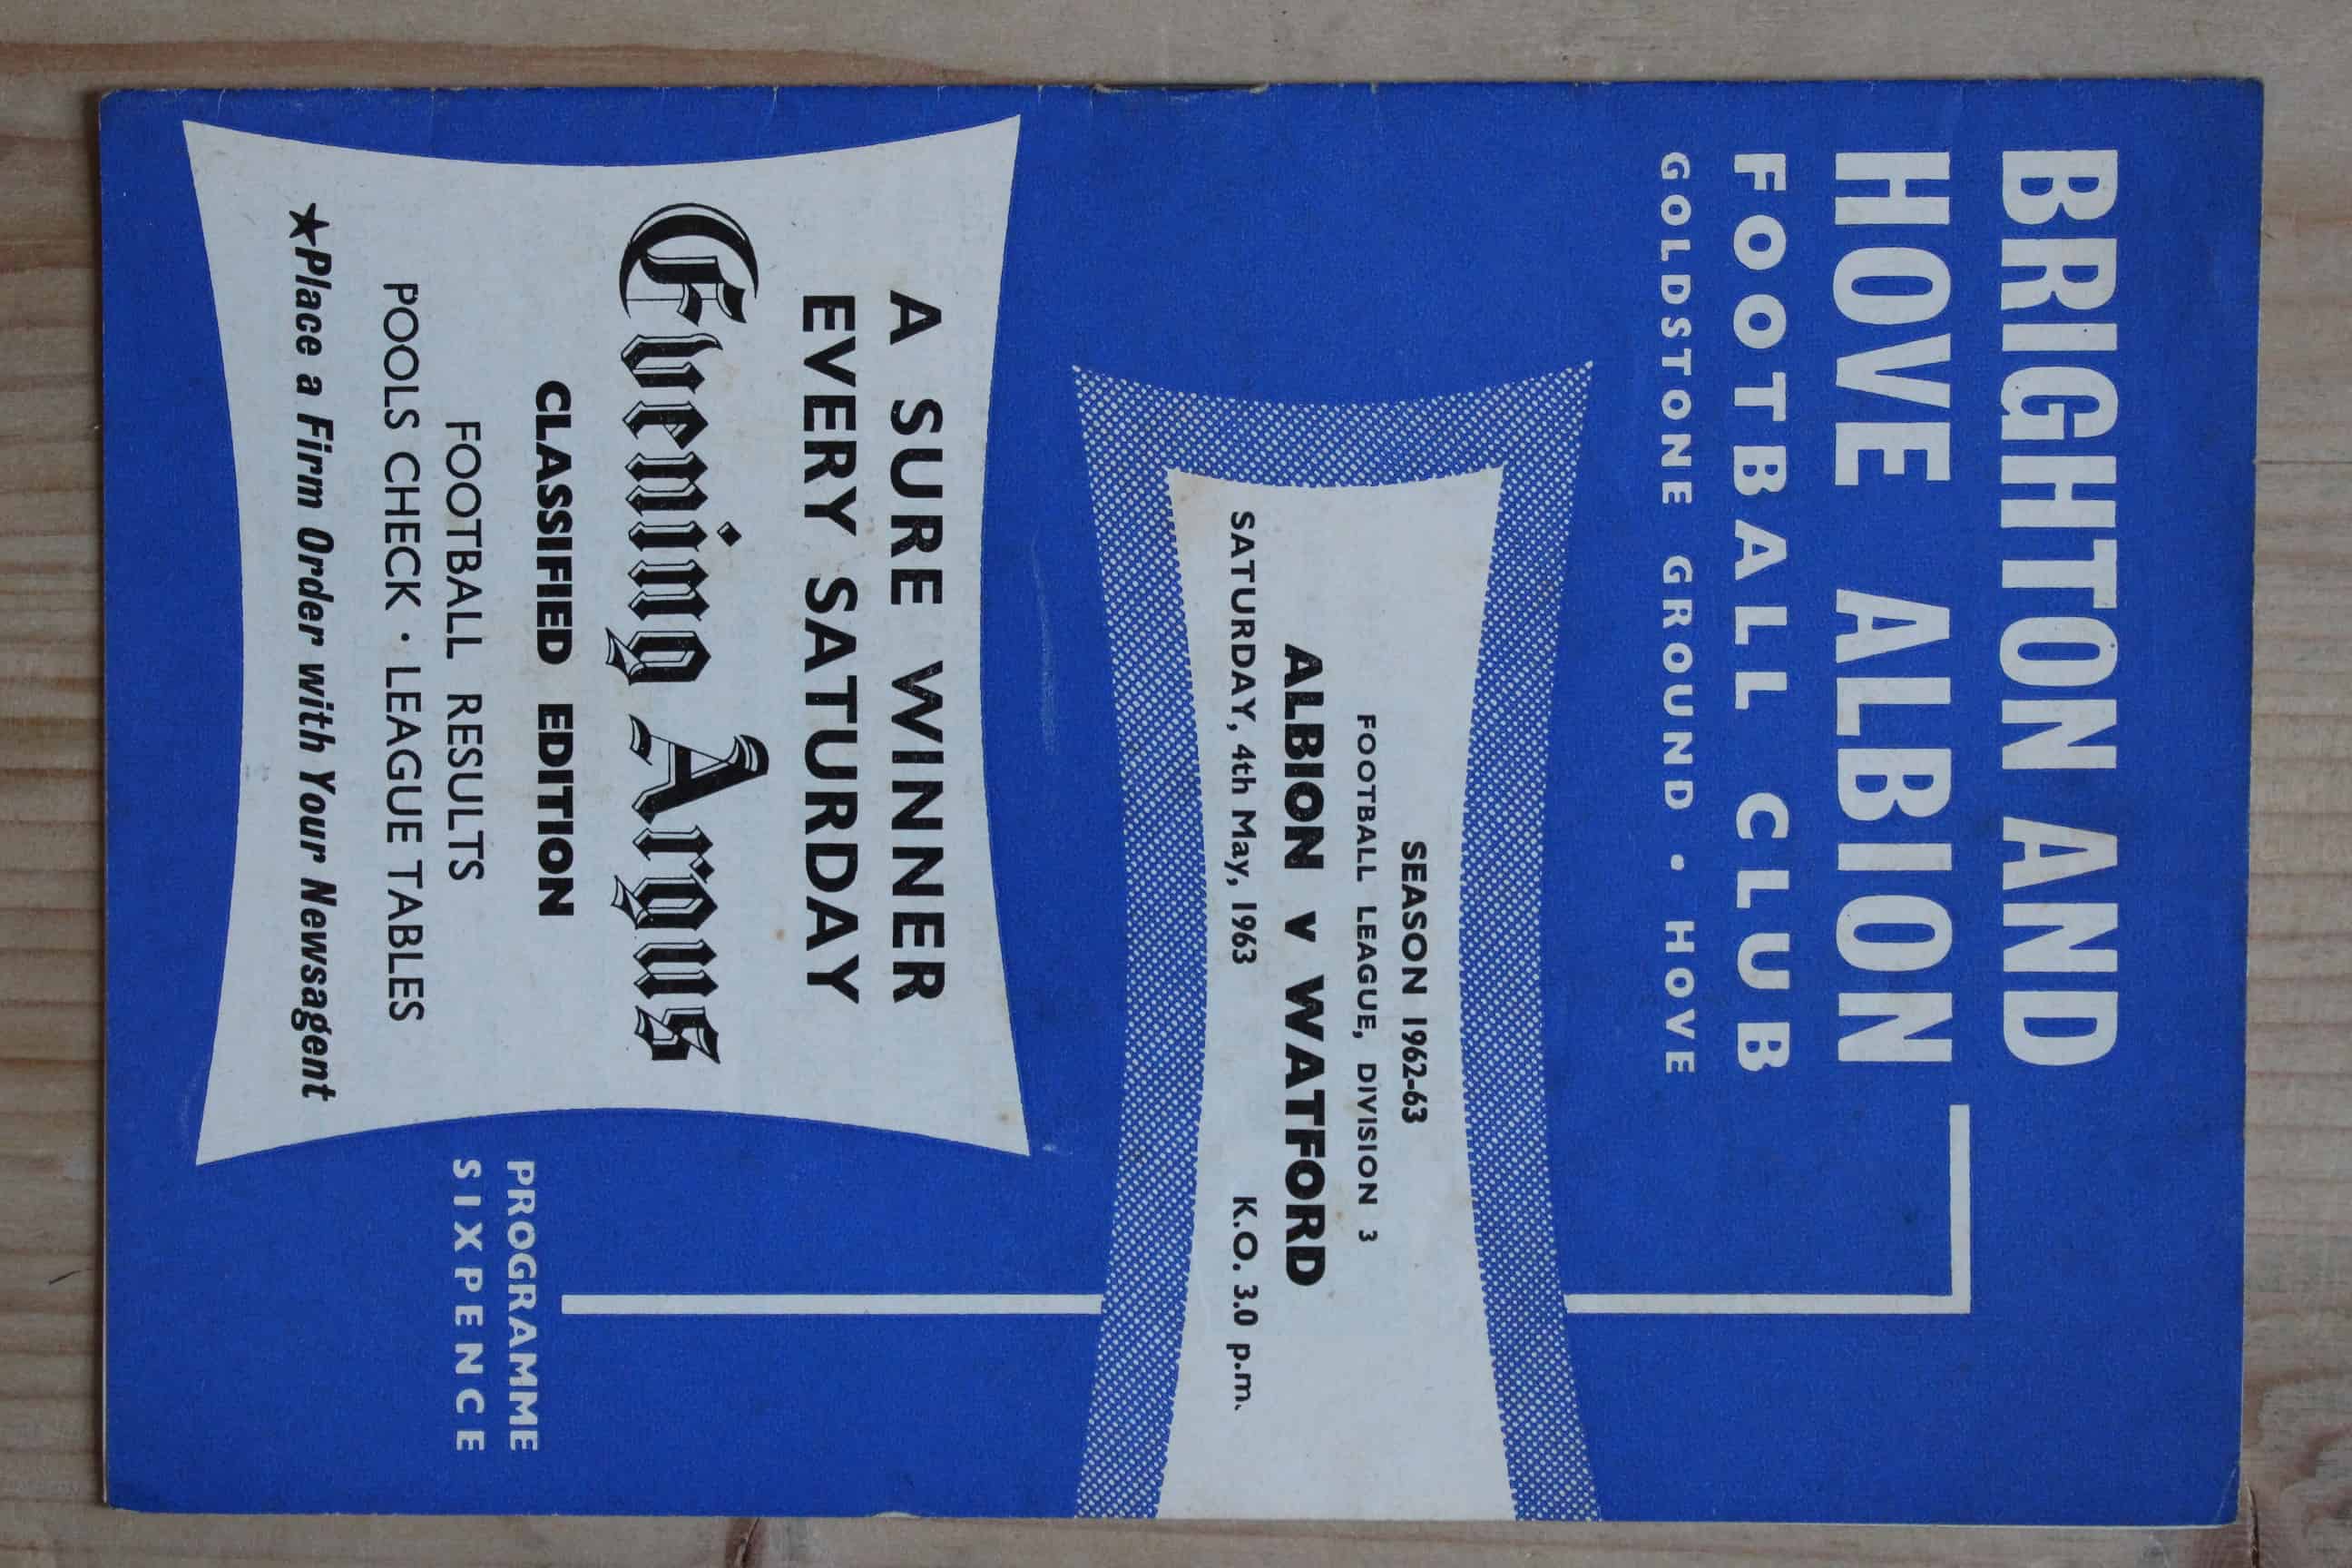 BRIGHTON AND
HOVE ALBION
FOOTBALL CLUB
GOLDSTONE GROUND · HOVE
SEASON 1962-63
FOOTBALL LEAGUE, DIVISION 3
ALBION v WATFORD
SATURDAY, 4th May, 1963 K.O. 3.0 p.m.
A SURE WINNER
EVERY SATURDAY
Evening Argus
CLASSIFIED EDITION
FOOTBALL RESULTS
POOLS CHECK · LEAGUE TABLES
★Place a Firm Order with Your Newsagent
PROGRAMME
SIXPENCE